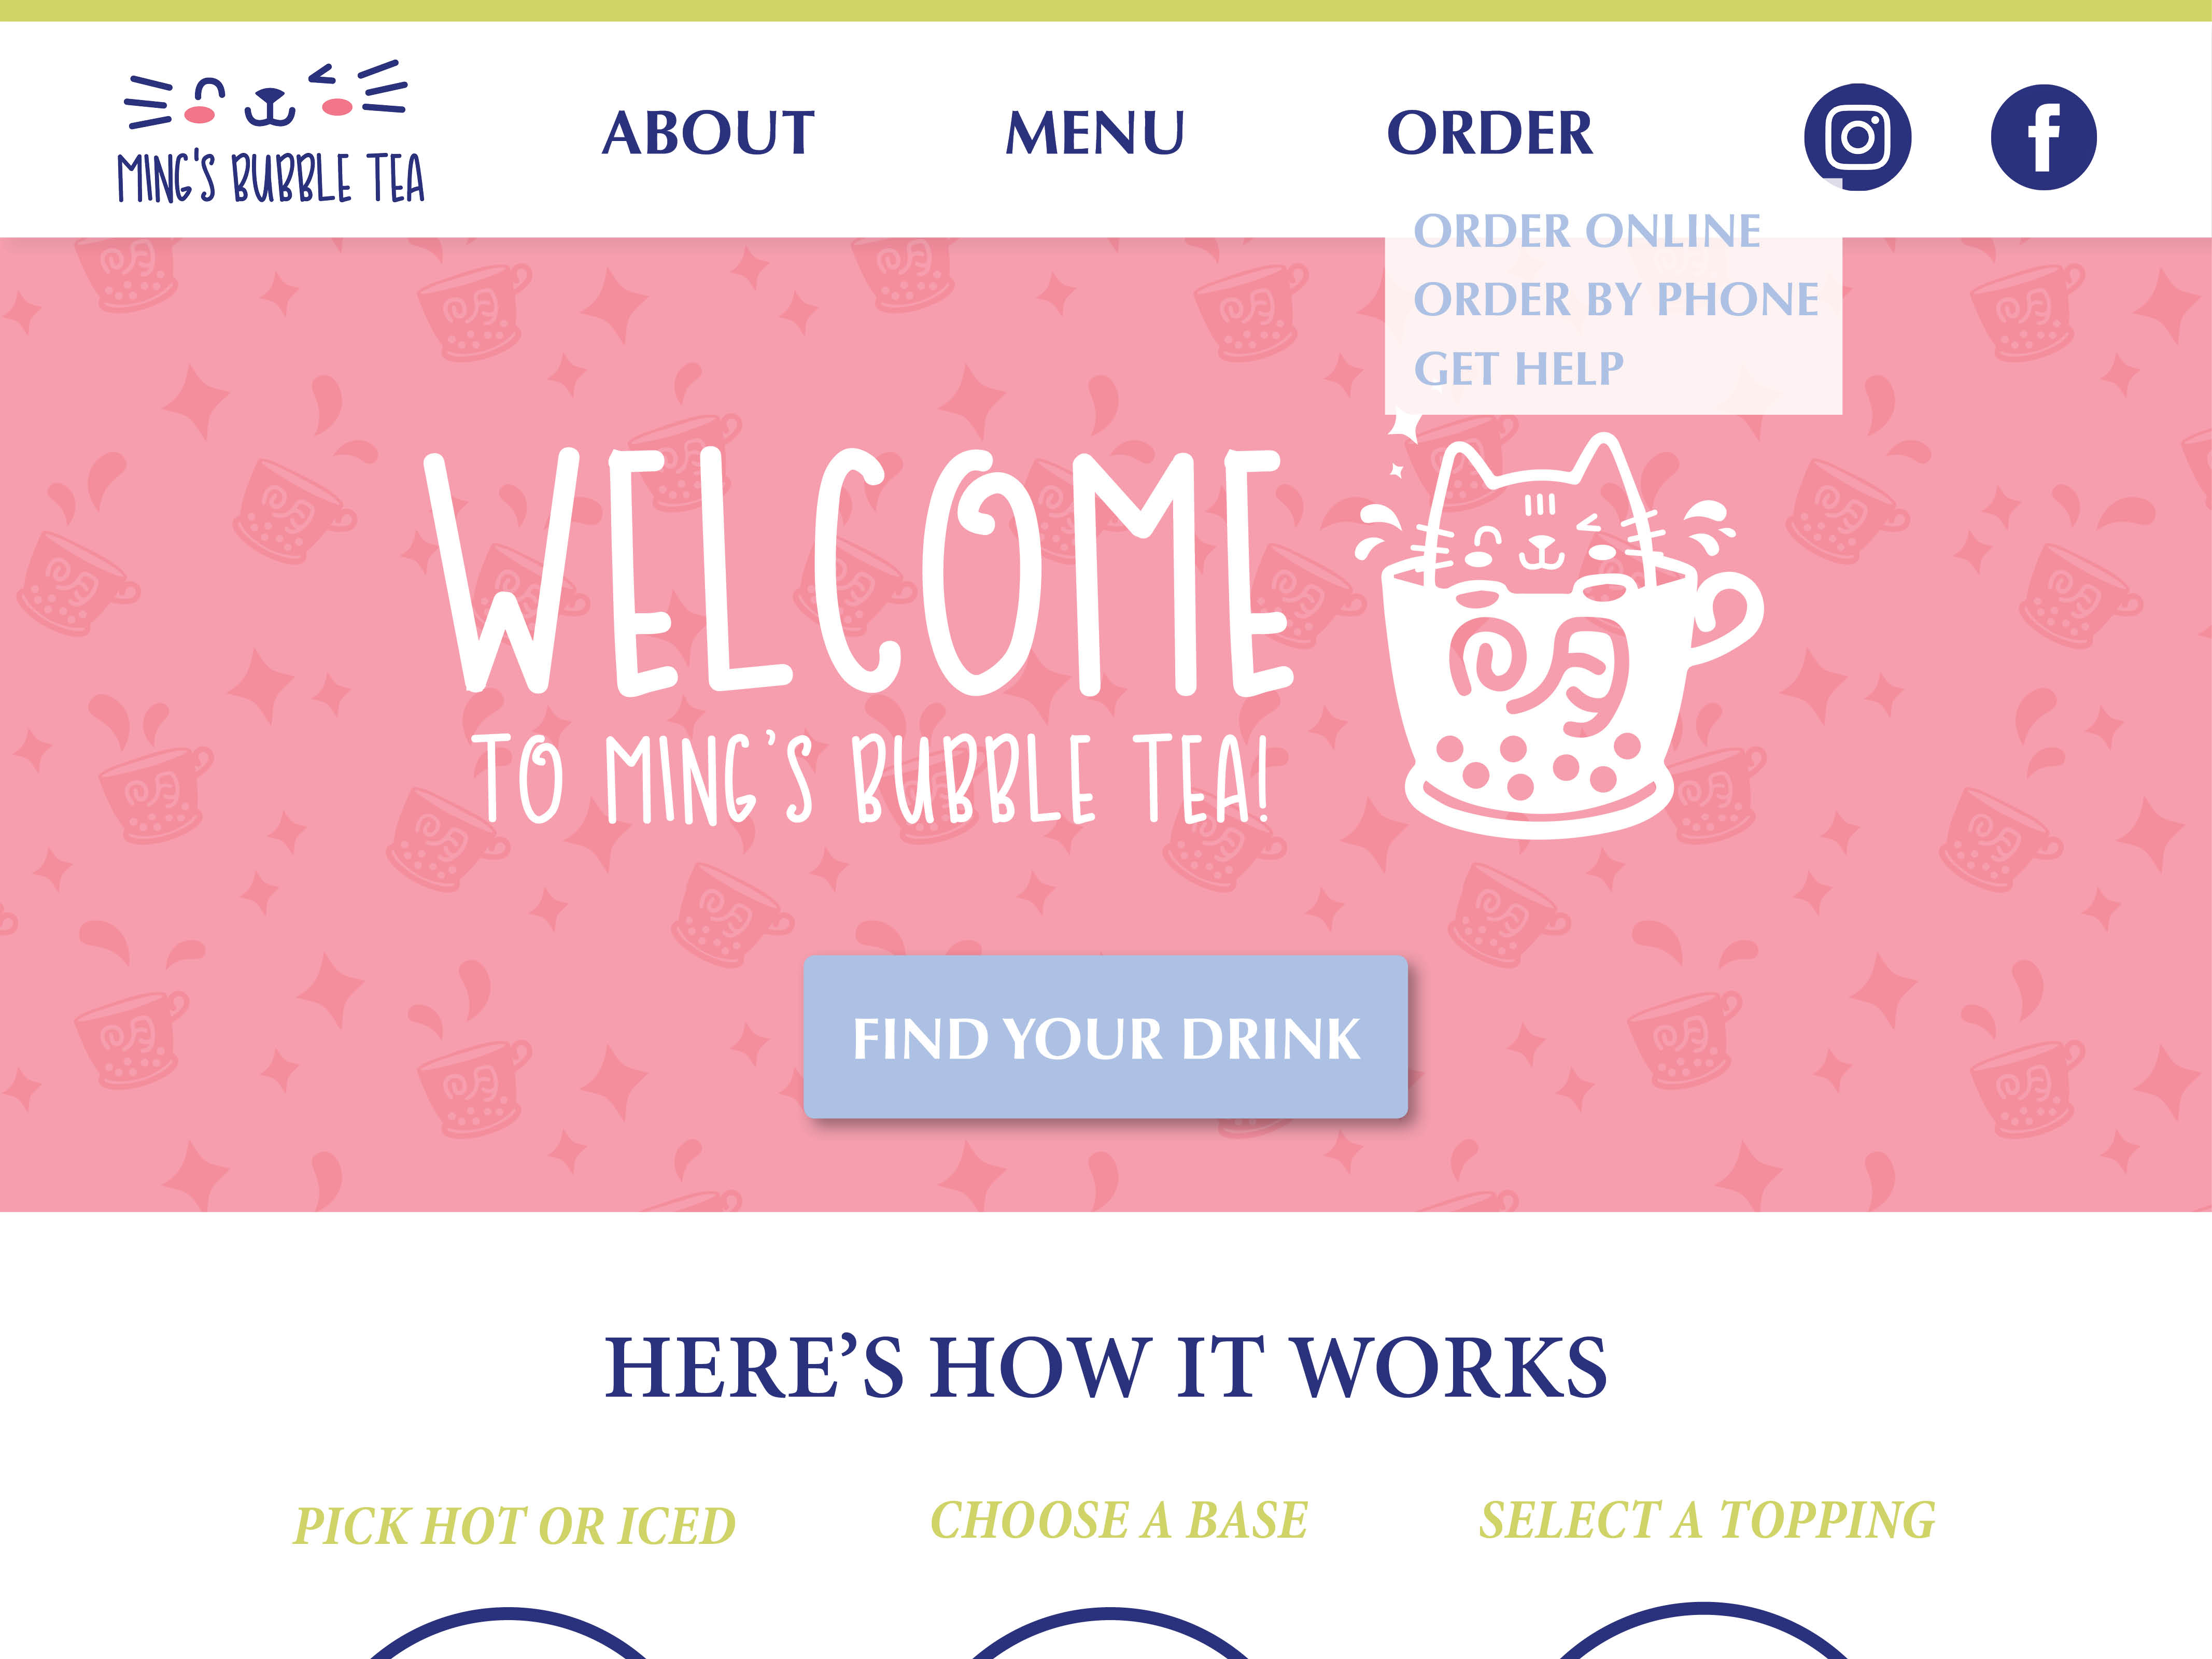 MING'S BUBBLE TEA
ABOUT
MENU
ORDER
ORDER ONLINE
ORDER BY PHONE
GET HELP
WELCOME
TO MING'S BUBBLE TEA!
FIND YOUR DRINK
HERE’S HOW IT WORKS
PICK HOT OR ICED
CHOOSE A BASE
SELECT A TOPPING